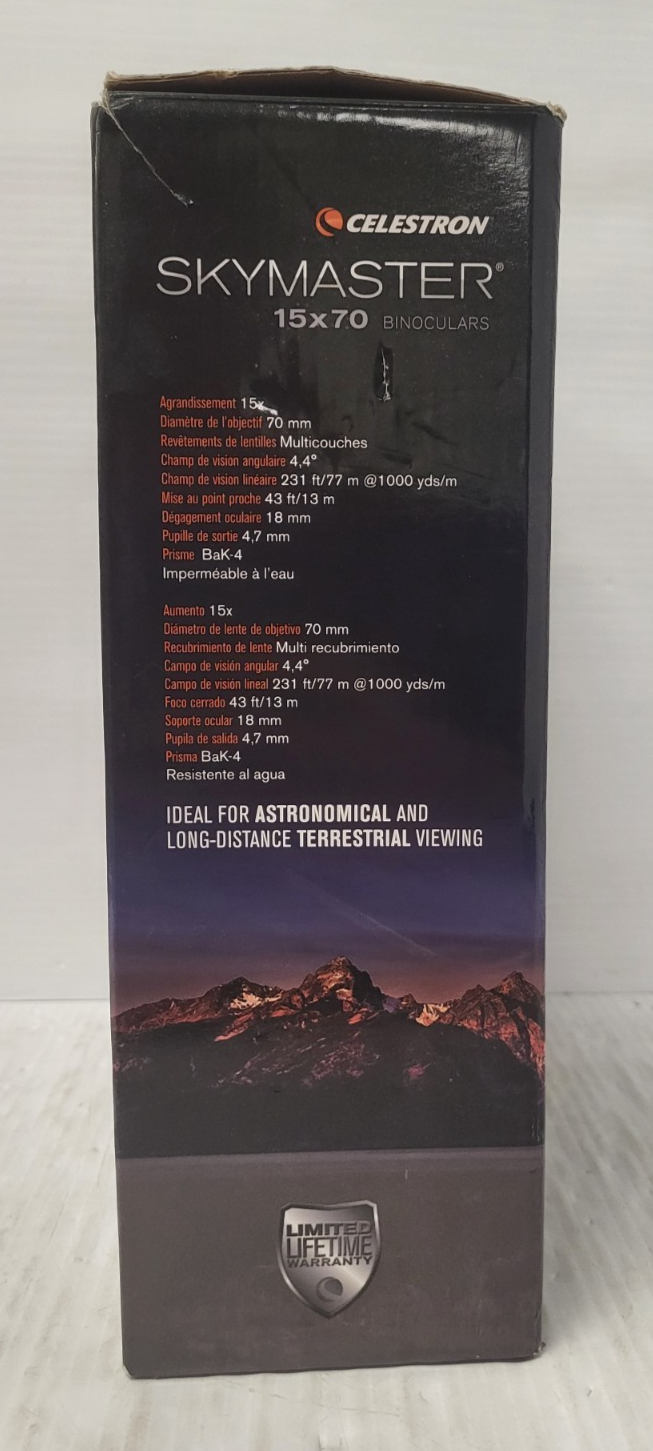 CELESTRON
SKYMASTER®
15x70 BINOCULARS
Agrandissement 15x
Diamètre de l'objectif 70 mm
Revêtements de lentilles Multicouches
Champ de vision angulaire 4,4°
Champ de vision linéaire 231 ft/77 m @1000 yds/m
Mise au point proche 43 ft/13 m
Dégagement oculaire 18 mm
Pupille de sortie 4,7 mm
Prisme BaK-4
Imperméable à l'eau
Aumento 15x
Diámetro de lente de objetivo 70 mm
Recubrimiento de lente Multi recubrimiento
Campo de visión angular 4,4°
Campo de visión lineal 231 ft/77 m @1000 yds/m
Foco cerrado 43 ft/13 m
Soporte ocular 18 mm
Pupila de salida 4,7 mm
Prisma BaK-4
Resistente al agua
IDEAL FOR ASTRONOMICAL AND
LONG-DISTANCE TERRESTRIAL VIEWING
LIMITED
LIFETIME
WARRANTY